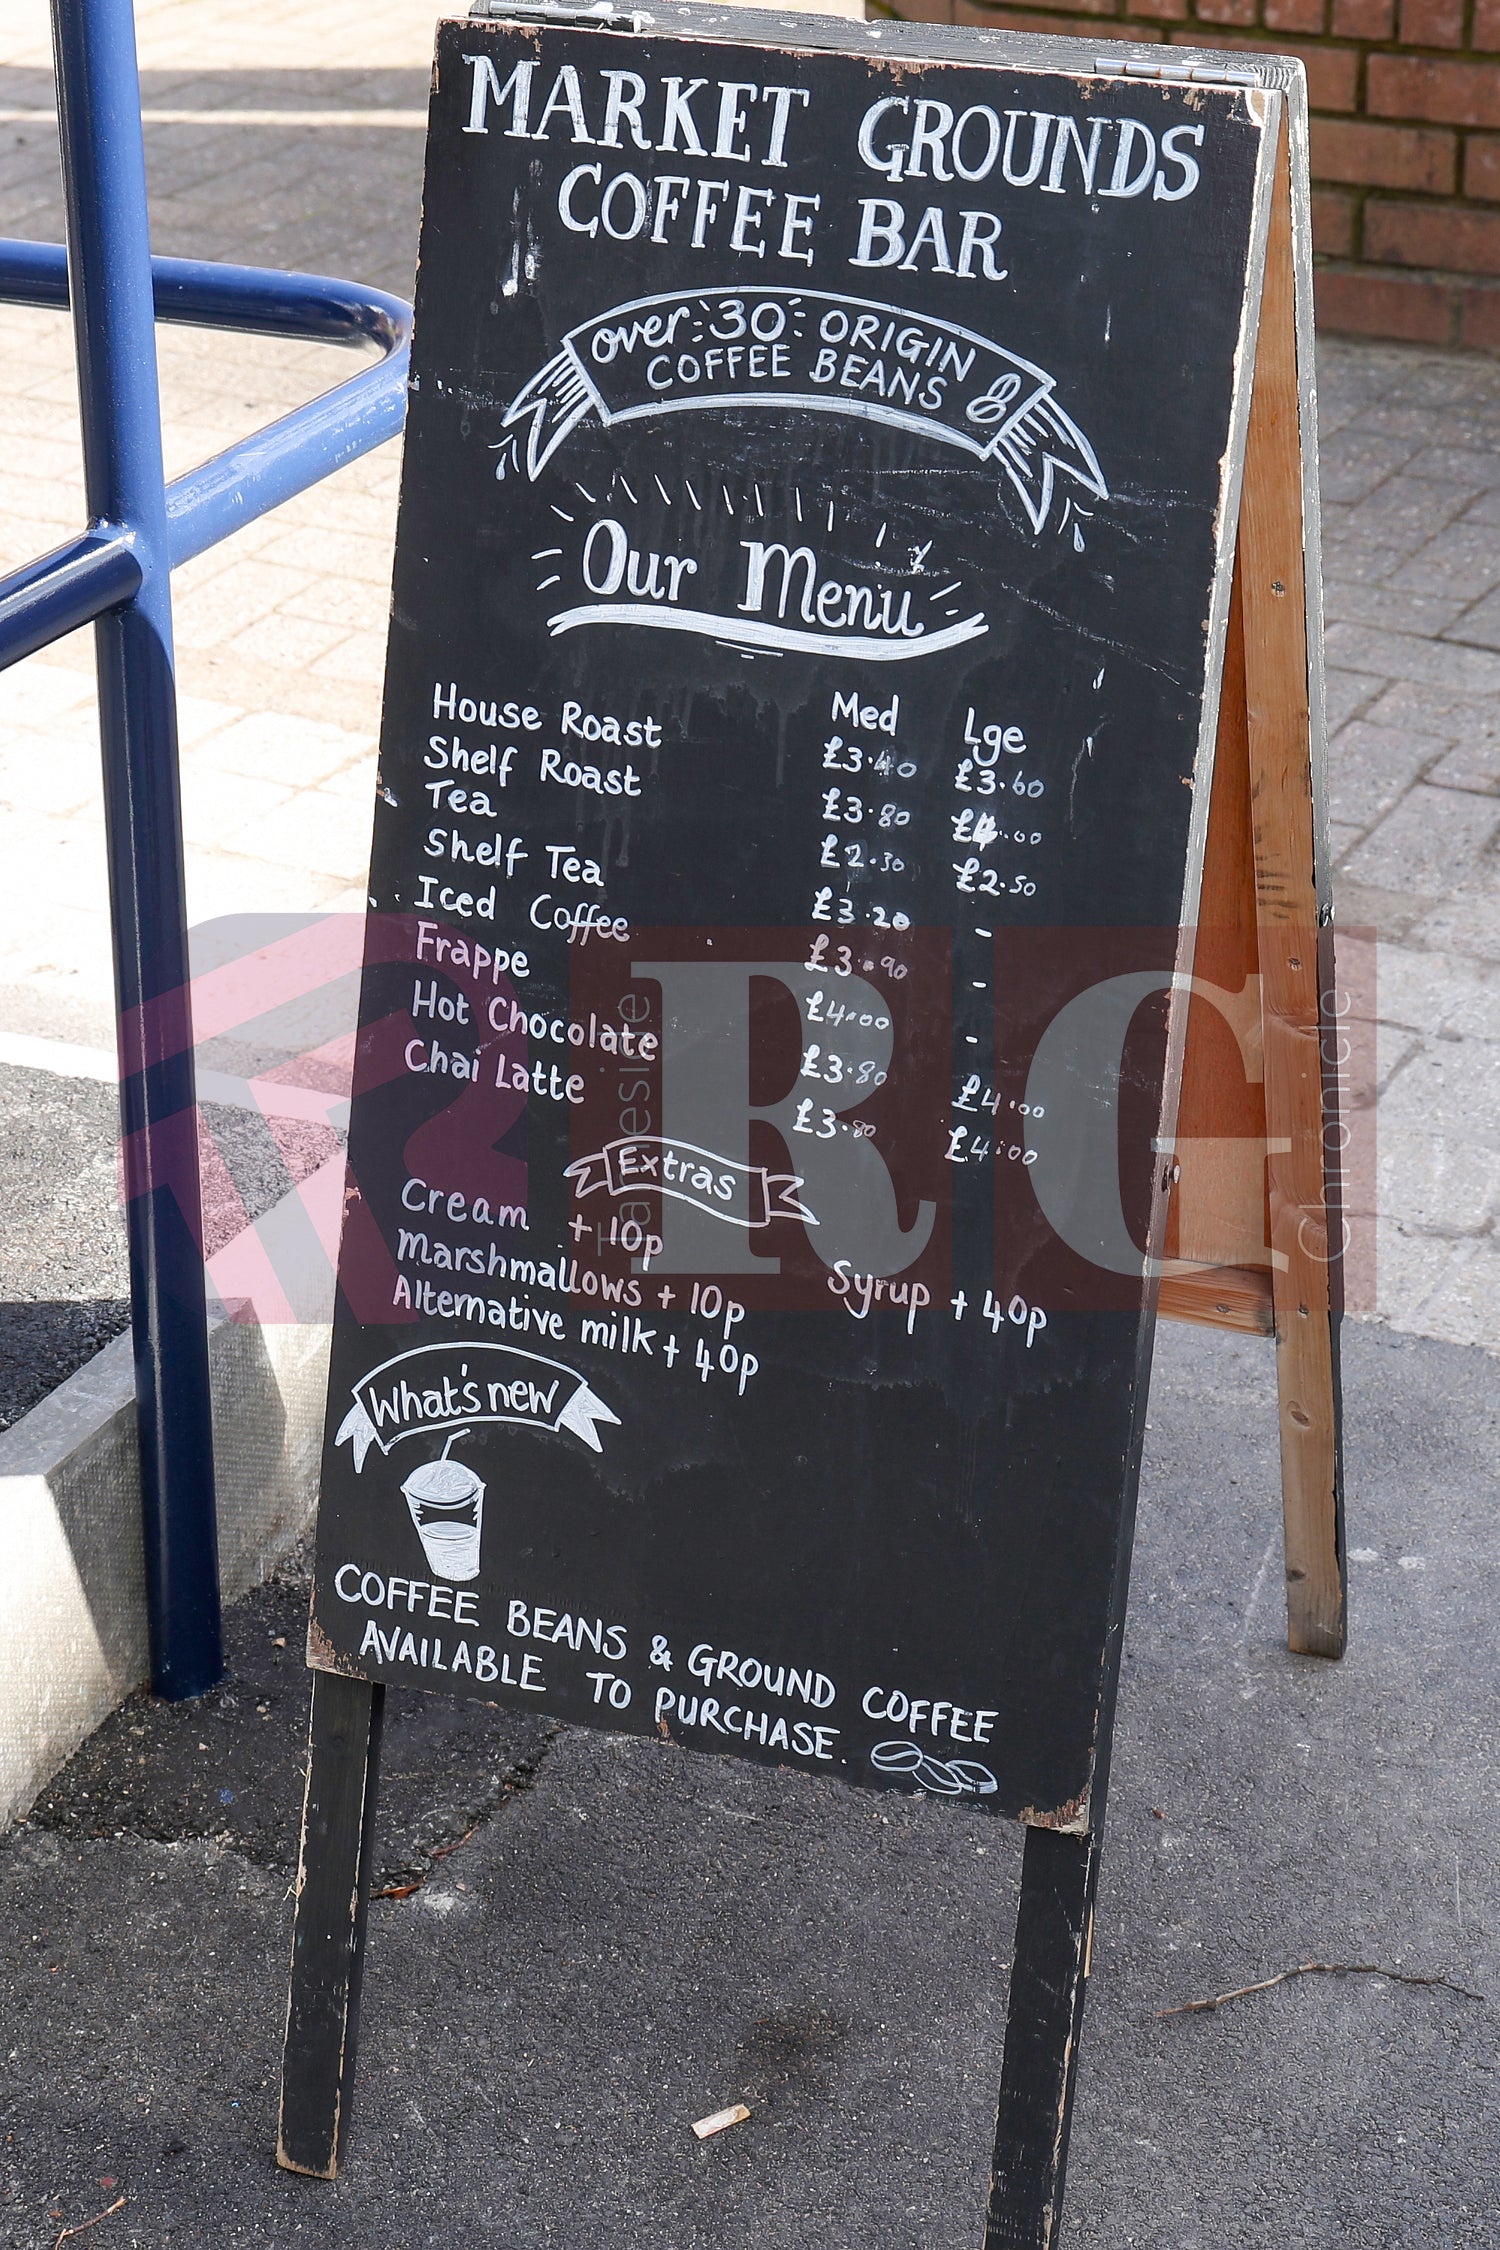 MARKET GROUNDS
COFFEE BAR
over 30 ORIGIN
COFFEE BEANS
Our Menu
Med Lge
House Roast £3.40 £3.60
Shelf Roast £3.80 £4.00
Tea £2.30 £2.50
Shelf Tea £3.20 -
Iced Coffee £3.90 -
Frappe £4.00 -
Hot Chocolate £3.80 £4.00
Chai Latte £3.80 £4.00
Extras
Cream +10p
Marshmallows +10p Syrup +40p
Alternative milk + 40p
What's new
COFFEE BEANS & GROUND COFFEE
AVAILABLE TO PURCHASE.
Tameside
RG
Chronicle